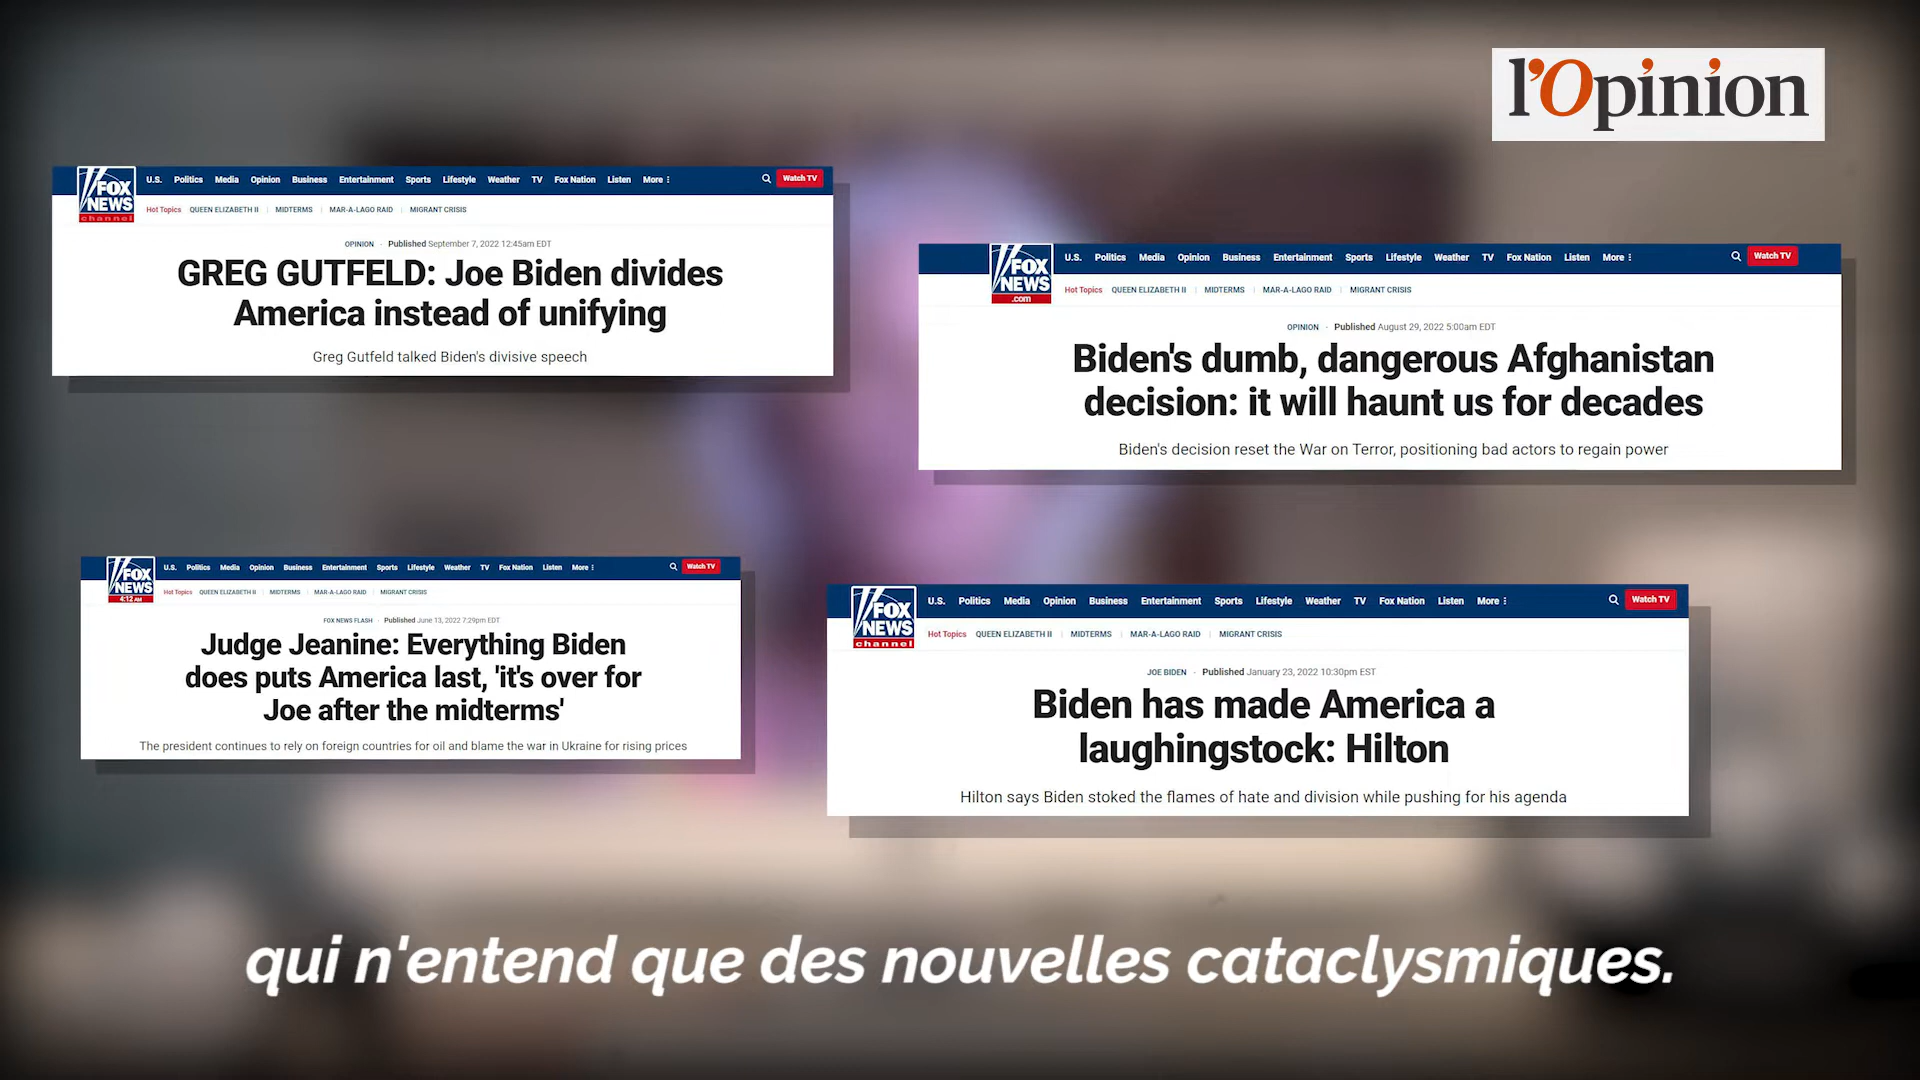 l'Opinion
FOX NEWS channel
U.S. Politics Media Opinion Business Entertainment Sports Lifestyle Weather TV Fox Nation Listen More Watch TV
Hot Topics QUEEN ELIZABETH II MIDTERMS MAR-A-LAGO RAID MIGRANT CRISIS
OPINION - Published September 7, 2022 12:45am EDT
GREG GUTFELD: Joe Biden divides
America instead of unifying
Greg Gutfeld talked Biden's divisive speech
FOX NEWS .com
U.S. Politics Media Opinion Business Entertainment Sports Lifestyle Weather TV Fox Nation Listen More Watch TV
Hot Topics QUEEN ELIZABETH II MIDTERMS MAR-A-LAGO RAID MIGRANT CRISIS
OPINION - Published August 29, 2022 5:00am EDT
Biden's dumb, dangerous Afghanistan
decision: it will haunt us for decades
Biden's decision reset the War on Terror, positioning bad actors to regain power
FOX NEWS 4:12 AM
U.S. Politics Media Opinion Business Entertainment Sports Lifestyle Weather TV Fox Nation Listen More Watch TV
Hot Topics QUEEN ELIZABETH II MIDTERMS MAR-A-LAGO RAID MIGRANT CRISIS
FOX NEWS FLASH - Published June 13, 2022 7:29pm EDT
Judge Jeanine: Everything Biden
does puts America last, 'it's over for
Joe after the midterms'
The president continues to rely on foreign countries for oil and blame the war in Ukraine for rising prices
FOX NEWS channel
U.S. Politics Media Opinion Business Entertainment Sports Lifestyle Weather TV Fox Nation Listen More Watch TV
Hot Topics QUEEN ELIZABETH II MIDTERMS MAR-A-LAGO RAID MIGRANT CRISIS
JOE BIDEN - Published January 23, 2022 10:30pm EST
Biden has made America a
laughingstock: Hilton
Hilton says Biden stoked the flames of hate and division while pushing for his agenda
qui n'entend que des nouvelles cataclysmiques.